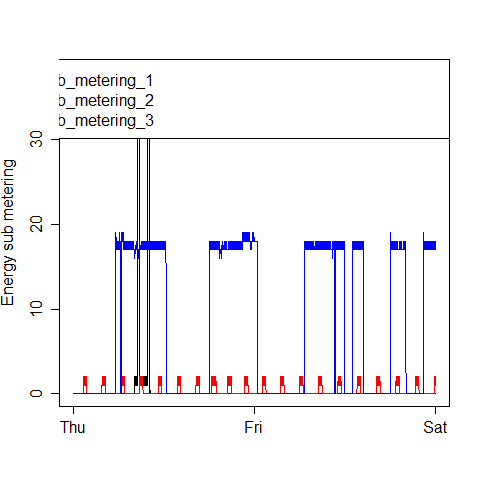 b_metering_1
b_metering_2
b_metering_3
Energy sub metering
30
20
10
0
Thu Fri Sat